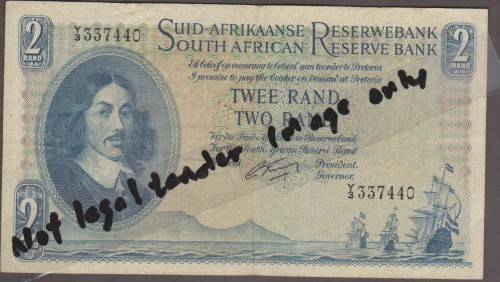 2 RAND
Y/3 337440
SUID-AFRIKAANSE RESERWEBANK
SOUTH AFRICAN RESERVE BANK
2 RAND
Ek beloof op aanvraag te betaal aan toonder te Pretoria
I promise to pay the bearer on demand at Pretoria
TWEE RAND
TWO RAND
Vir die Suid-Afrikaanse Reserwebank
For the South African Reserve Bank
President.
Governor.
Y/3 337440
2
Not legal tender Image only